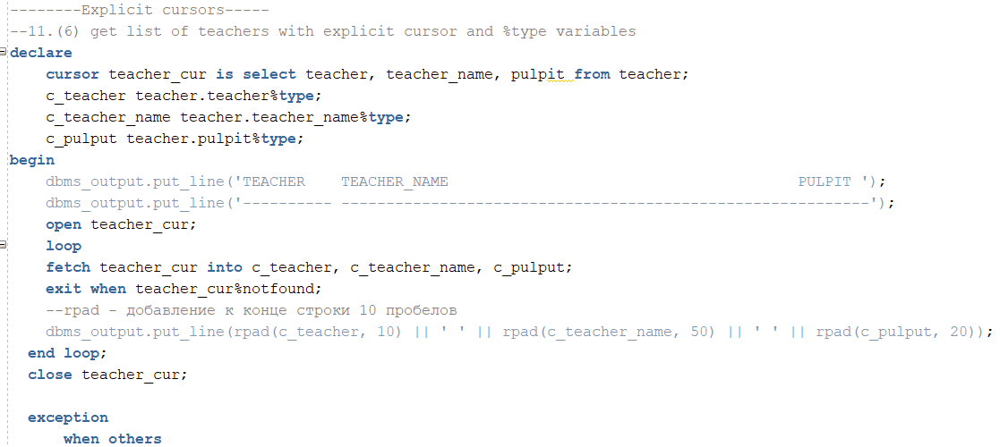 --------Explicit cursors-----
--11.(6) get list of teachers with explicit cursor and %type variables
declare
    cursor teacher_cur is select teacher, teacher_name, pulpit from teacher;
    c_teacher teacher.teacher%type;
    c_teacher_name teacher.teacher_name%type;
    c_pulput teacher.pulpit%type;
begin
    dbms_output.put_line('TEACHER    TEACHER_NAME                                       PULPIT ');
    dbms_output.put_line('---------- -----------------------------------------------------------');
    open teacher_cur;
    loop
    fetch teacher_cur into c_teacher, c_teacher_name, c_pulput;
    exit when teacher_cur%notfound;
    --rpad - добавление к конце строки 10 пробелов
    dbms_output.put_line(rpad(c_teacher, 10) || ' ' || rpad(c_teacher_name, 50) || ' ' || rpad(c_pulput, 20));
  end loop;
  close teacher_cur;

  exception
      when others